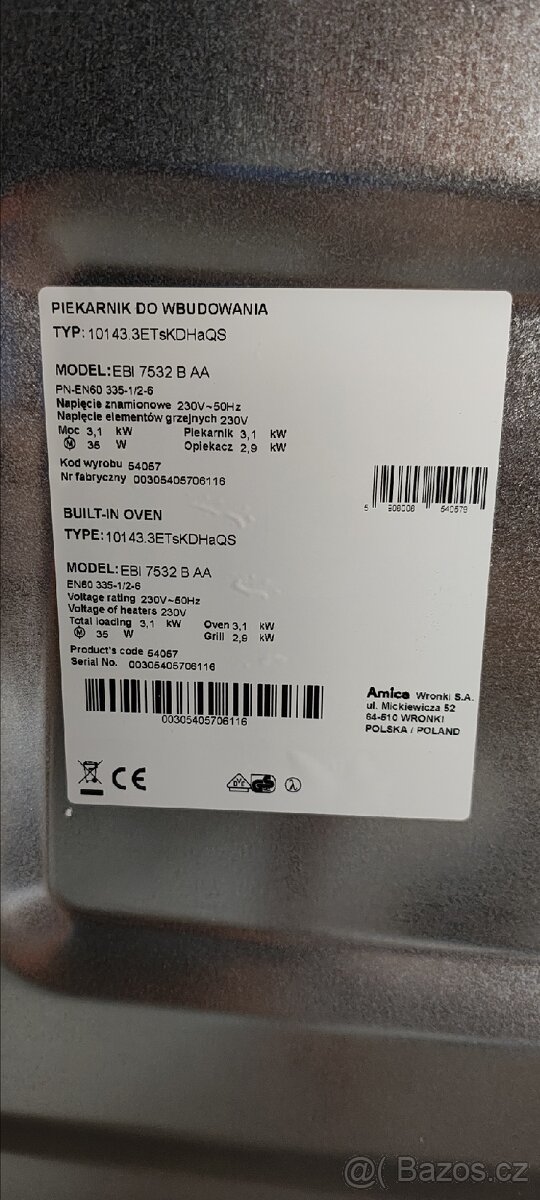 PIEKARNIK DO WBUDOWANIA
TYP: 10143.3ETsKDHaQS
MODEL: EBI 7532 B AA
PN-EN60 335-1/2-6
Napięcie znamionowe 230V~50Hz
Napięcie elementów grzejnych 230V
Moc 3,1 kW Piekarnik 3,1 kW
M 35 W Opiekacz 2,9 kW
Kod wyrobu 54057
Nr fabryczny 00305405706116
5 906006 540579
BUILT-IN OVEN
TYPE: 10143.3ETsKDHaQS
MODEL: EBI 7532 B AA
EN60 335-1/2-6
Voltage rating 230V~50Hz
Voltage of heaters 230V
Total loading 3,1 kW Oven 3,1 kW
M 35 W Grill 2,9 kW
Product's code 54057
Serial No. 00305405706116
00305405706116
Amica Wronki S.A.
ul. Mickiewicza 52
64-510 WRONKI
POLSKA / POLAND
CE
@( Bazos.cz